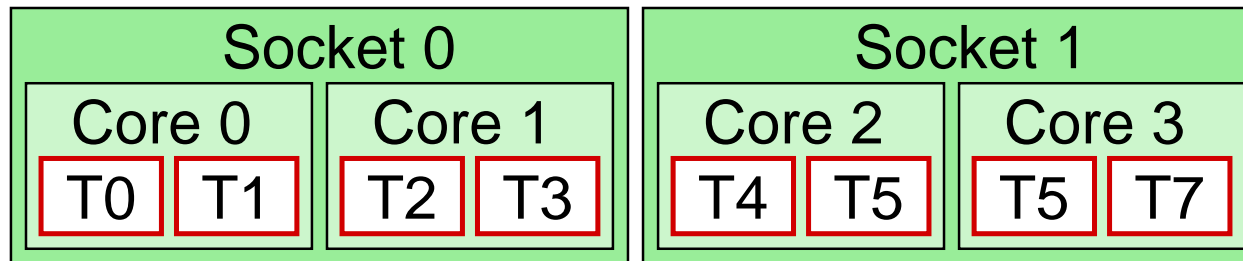 Socket 0 Socket 1
Core 0 Core 1 Core 2 Core 3
T0 T1 T2 T3 T4 T5 T5 T7